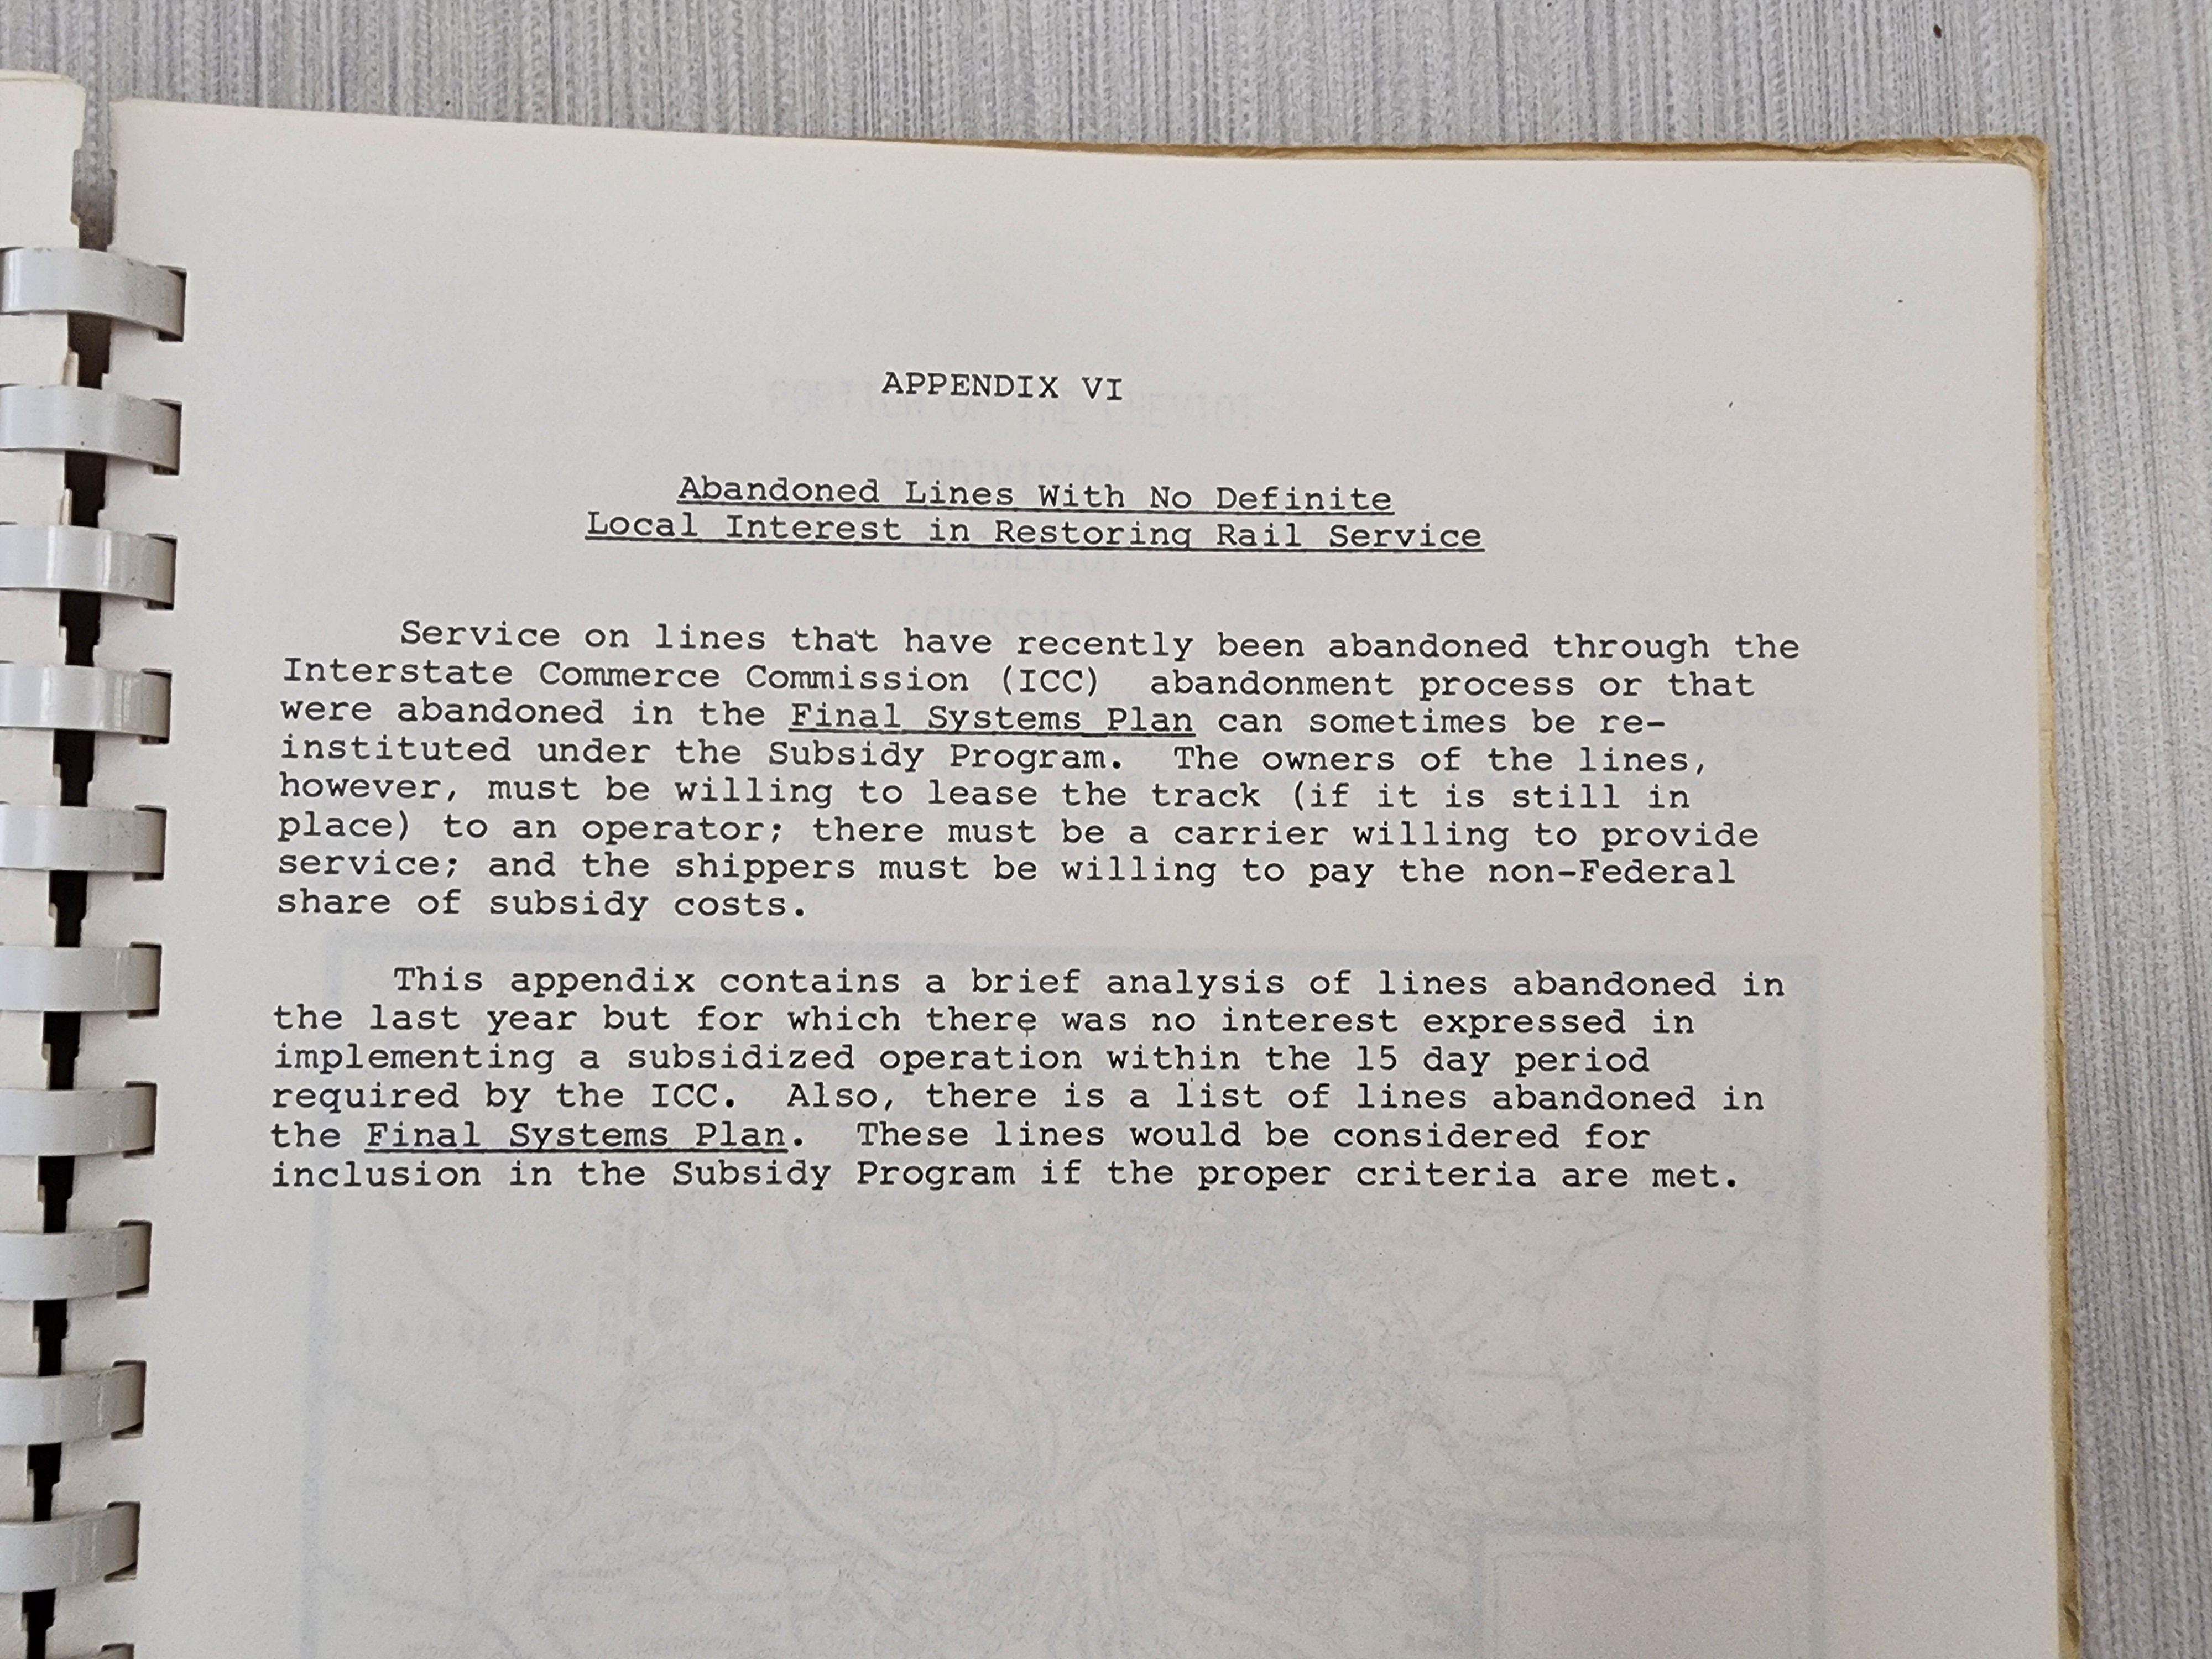 APPENDIX VI
Abandoned Lines With No Definite
Local Interest in Restoring Rail Service
Service on lines that have recently been abandoned through the
Interstate Commerce Commission (ICC) abandonment process or that
were abandoned in the Final Systems Plan can sometimes be re-
instituted under the Subsidy Program. The owners of the lines,
however, must be willing to lease the track (if it is still in
place) to an operator; there must be a carrier willing to provide
service; and the shippers must be willing to pay the non-Federal
share of subsidy costs.
This appendix contains a brief analysis of lines abandoned in
the last year but for which there was no interest expressed in
implementing a subsidized operation within the 15 day period
required by the ICC. Also, there is a list of lines abandoned in
the Final Systems Plan. These lines would be considered for
inclusion in the Subsidy Program if the proper criteria are met.